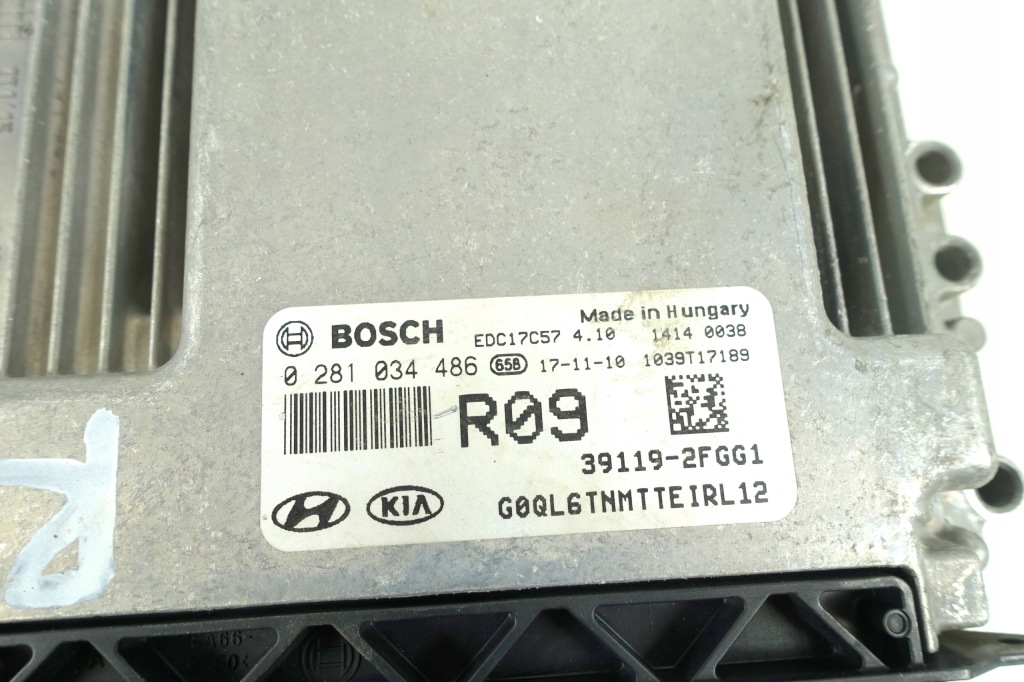 Made in Hungary
BOSCH EDC17C57 4.10 1414 0038
0 281 034 486 658 17-11-10 1039T17189
R09
39119-2FGG1
KIA G0QL6TNMTTEIRL12